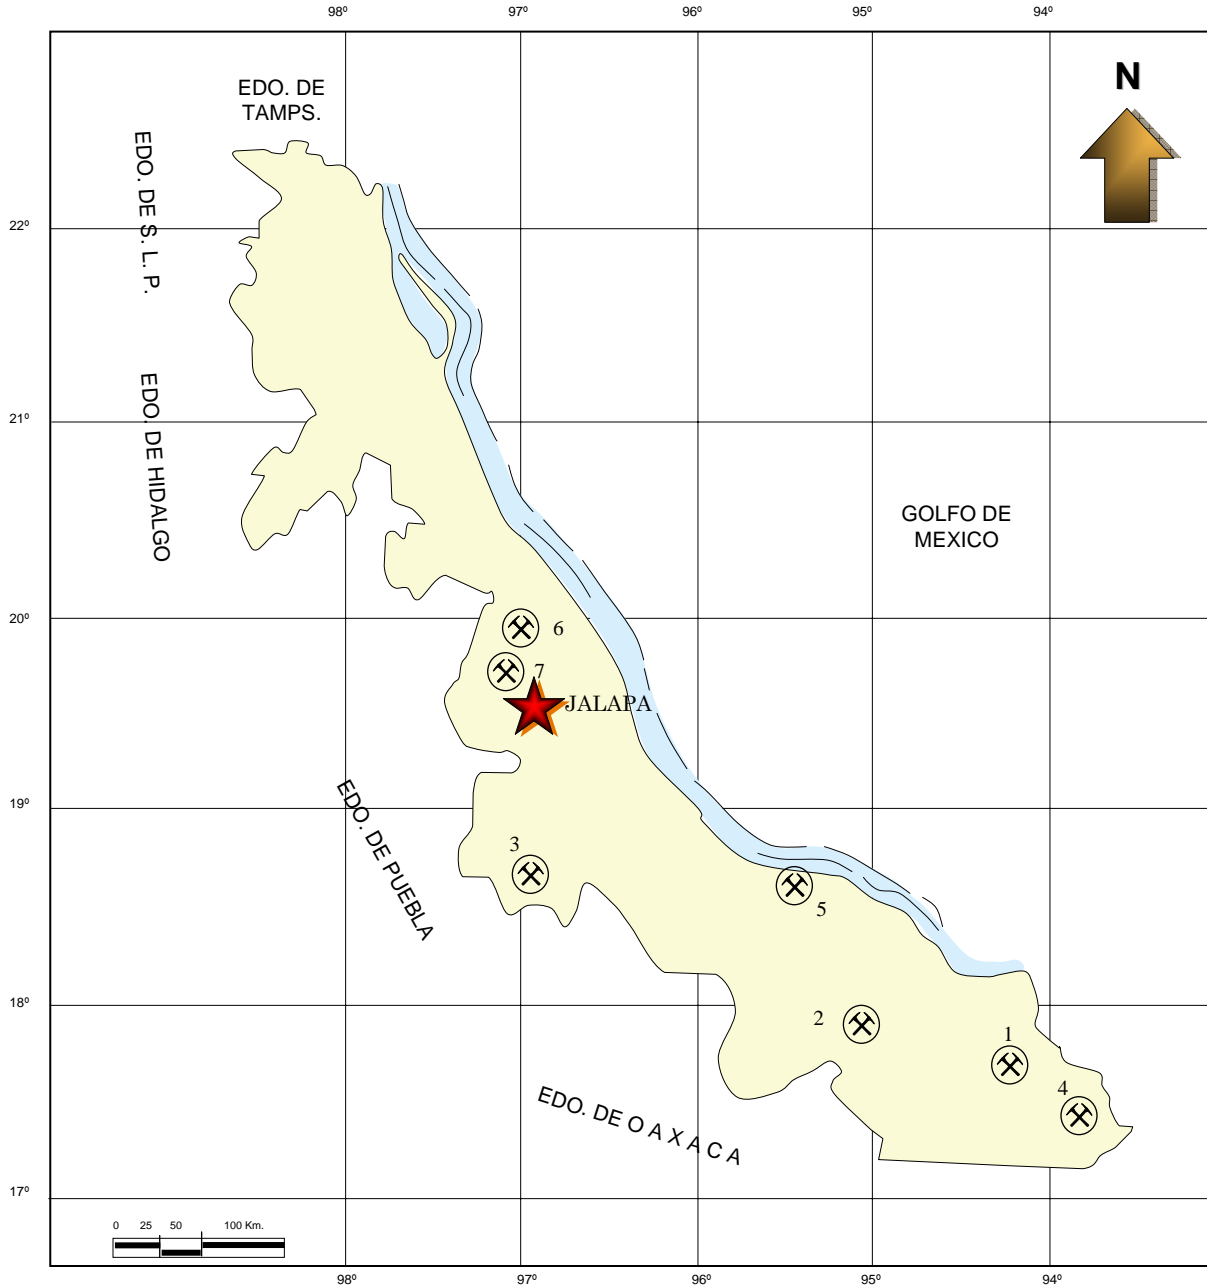 98º 97º 96º 95º 94º
N
EDO. DE
TAMPS.
EDO. DE S. L. P.
22º
EDO. DE HIDALGO
21º
GOLFO DE
MEXICO
20º
6
7
JALAPA
19º
EDO. DE PUEBLA
3
5
18º
2
1
4
EDO. DE O A X A C A
17º
0 25 50 100 Km.
98º 97º 96º 95º 94º